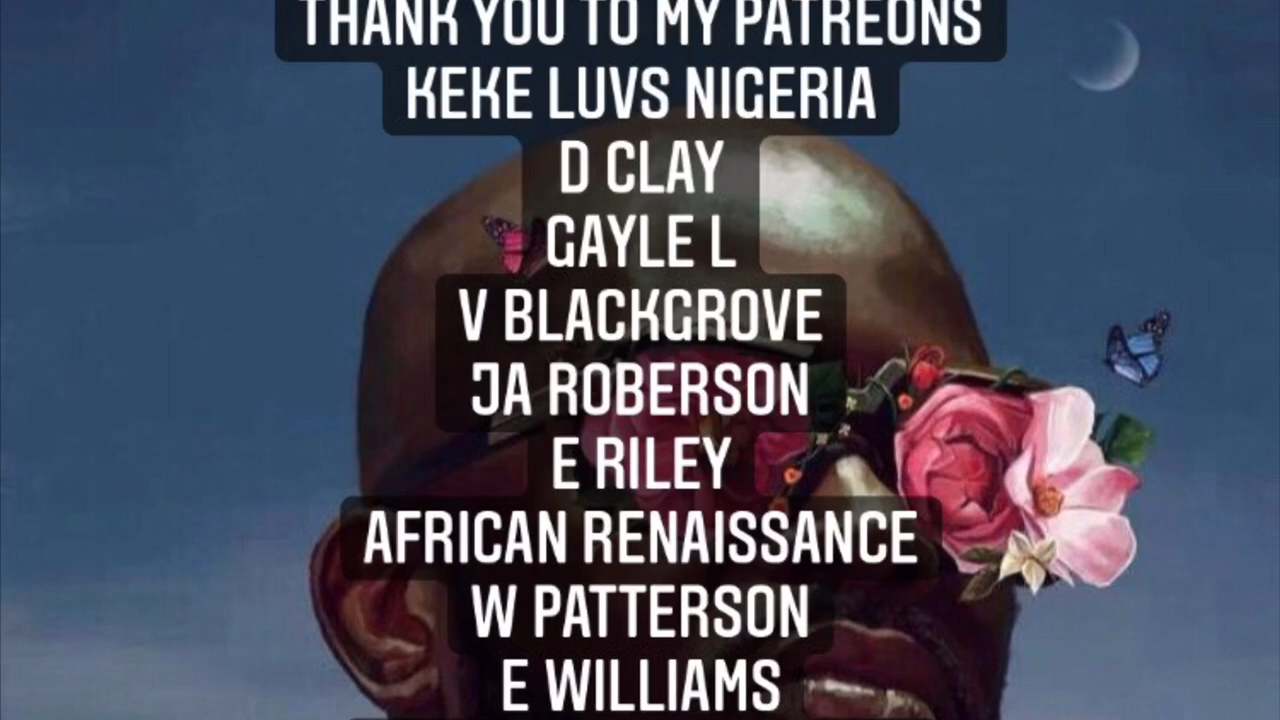 THANK YOU TO MY PATREONS
KEKE LUVS NIGERIA
D CLAY
GAYLE L
V BLACKGROVE
JA ROBERSON
E RILEY
AFRICAN RENAISSANCE
W PATTERSON
E WILLIAMS